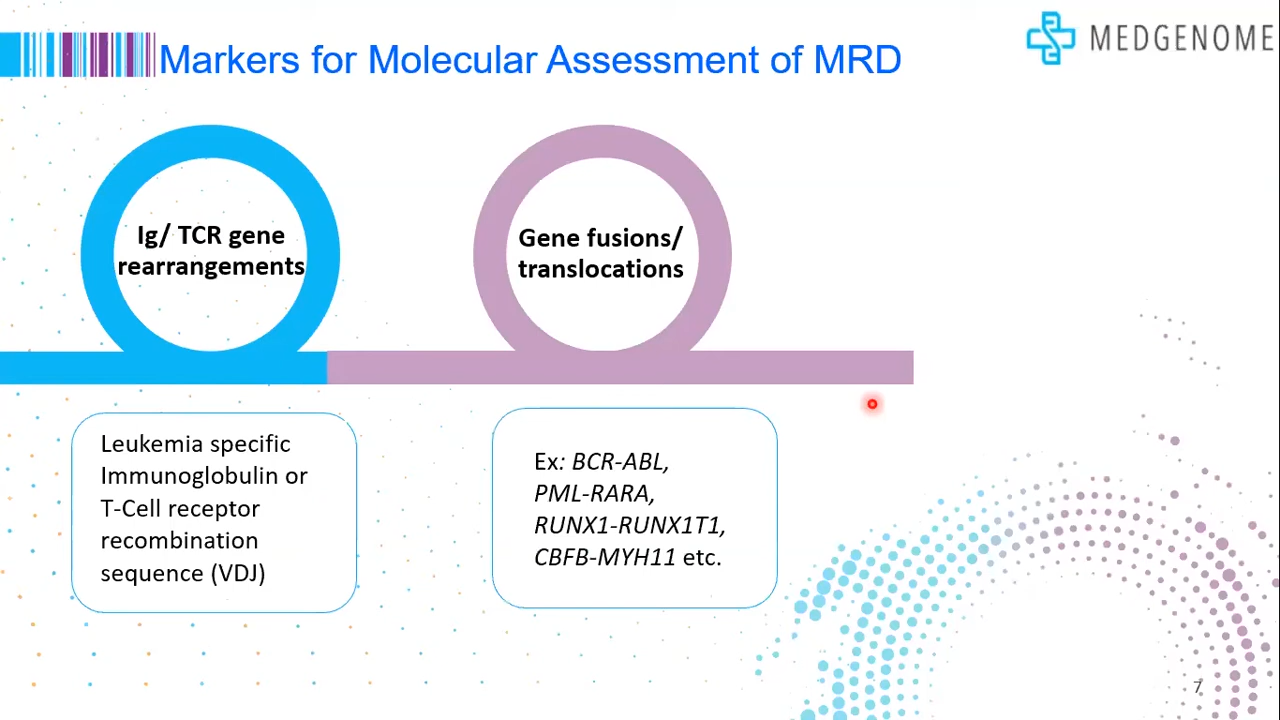 Markers for Molecular Assessment of MRD
MEDGENOME
Ig/ TCR gene
rearrangements
Gene fusions/
translocations
Leukemia specific
Immunoglobulin or
T-Cell receptor
recombination
sequence (VDJ)
Ex: BCR-ABL,
PML-RARA,
RUNX1-RUNX1T1,
CBFB-MYH11 etc.
7